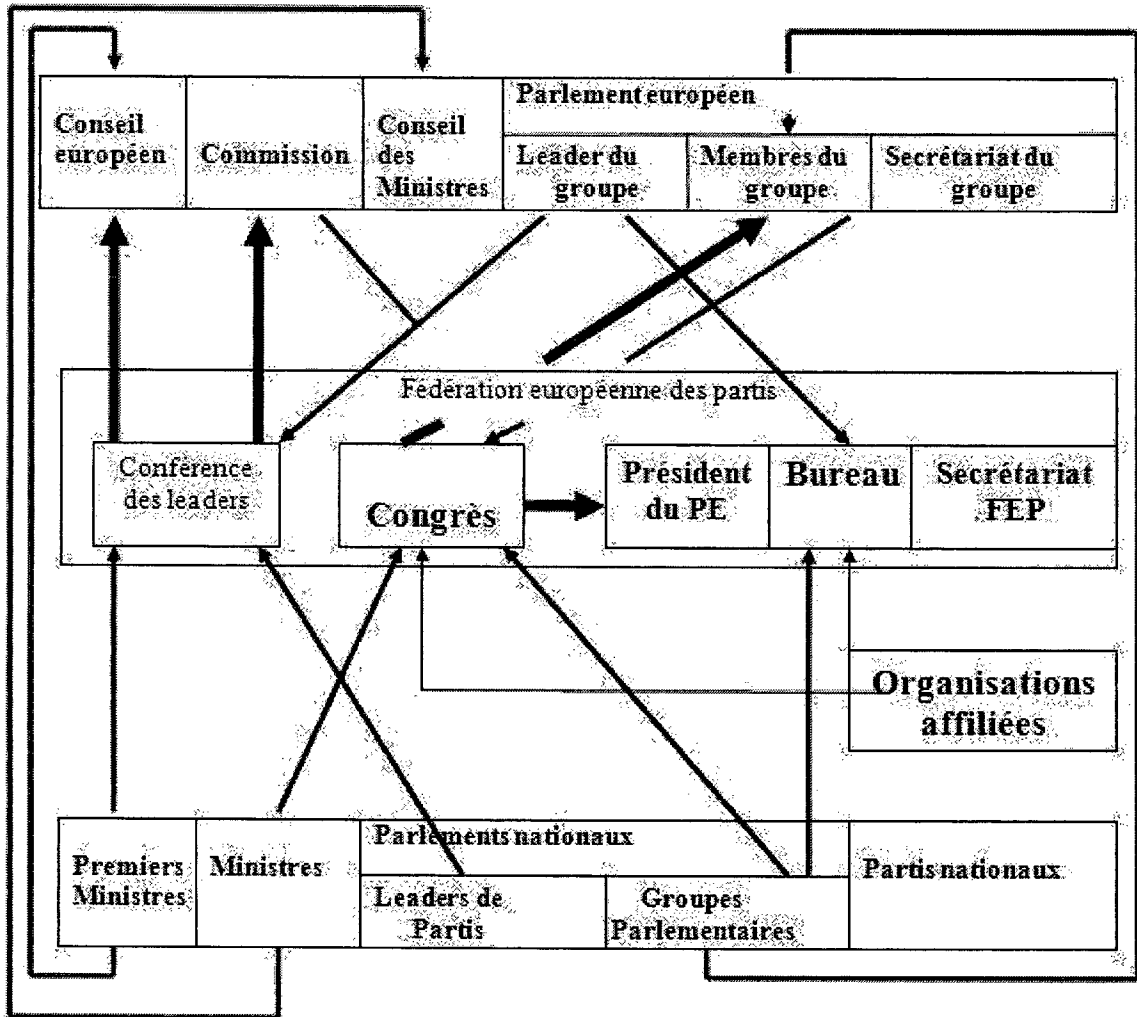 Parlement européen
Conseil
européen
Commission
Conseil
des
Ministres
Leader du
groupe
Membres du
groupe
Secrétariat du
groupe
Fédération européenne des partis
Conférence
des leaders
Congrès
Président
du PE
Bureau
Secrétariat
FEP
Organisations
affiliées
Parlements nationaux
Premiers
Ministres
Ministres
Leaders de
Partis
Groupes
Parlementaires
Partis nationaux